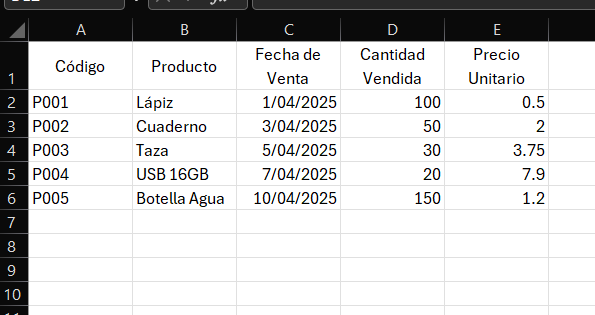 A B C D E
1 Código Producto Fecha de Venta Cantidad Vendida Precio Unitario
2 P001 Lápiz 1/04/2025 100 0.5
3 P002 Cuaderno 3/04/2025 50 2
4 P003 Taza 5/04/2025 30 3.75
5 P004 USB 16GB 7/04/2025 20 7.9
6 P005 Botella Agua 10/04/2025 150 1.2
7
8
9
10